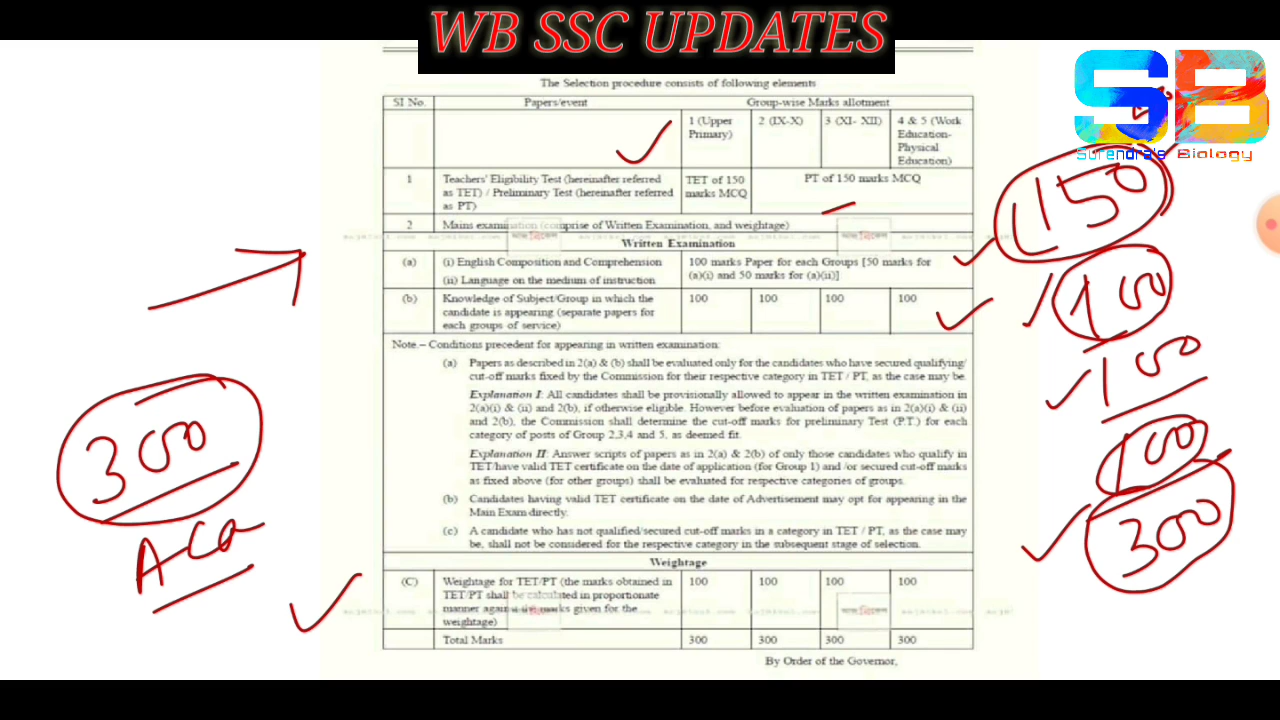 WB SSC UPDATES
SB
Surendra's Biology
The Selection procedure consists of following elements
SI No. Papers/event Group-wise Marks allotment
1 (Upper Primary) 2 (IX-X) 3 (XI- XII) 4 & 5 (Work Education-Physical Education)
1 Teachers' Eligibility Test (hereinafter referred TET of 150 PT of 150 marks MCQ
as TET) / Preliminary Test (hereinafter referred marks MCQ
as PT)
2 Mains examination (comprise of Written Examination, and weightage)
Written Examination
(a) (i) English Composition and Comprehension 100 marks Paper for each Groups [50 marks for
(ii) Language on the medium of instruction (a)(i) and 50 marks for (a)(ii)]
(b) Knowledge of Subject/Group in which the 100 100 100 100
candidate is appearing (separate papers for
each groups of service)
Note.– Conditions precedent for appearing in written examination:
(a) Papers as described in 2(a) & (b) shall be evaluated only for the candidates who have secured qualifying/
cut-off marks fixed by the Commission for their respective category in TET / PT, as the case may be.
Explanation I: All candidates shall be provisionally allowed to appear in the written examination in
2(a)(i) & (ii) and 2(b), if otherwise eligible. However before evaluation of papers as in 2(a)(i) & (ii)
and 2(b), the Commission shall determine the cut-off marks for preliminary Test (P.T.) for each
category of posts of Group 2,3,4 and 5, as deemed fit.
Explanation II: Answer scripts of papers as in 2(a) & 2(b) of only those candidates who qualify in
TET/have valid TET certificate on the date of application (for Group 1) and /or secured cut-off marks
as fixed above (for other groups) shall be evaluated for respective categories of groups.
(b) Candidates having valid TET certificate on the date of Advertisement may opt for appearing in the
Main Exam directly.
(c) A candidate who has not qualified/secured cut-off marks in a category in TET / PT, as the case may
be, shall not be considered for the respective category in the subsequent stage of selection.
Weightage
(C) Weightage for TET/PT (the marks obtained in 100 100 100 100
TET/PT shall be calculated in proportionate
manner against the marks given for the
weightage)
Total Marks 300 300 300 300
By Order of the Governor,
150
100
100
100
300
300